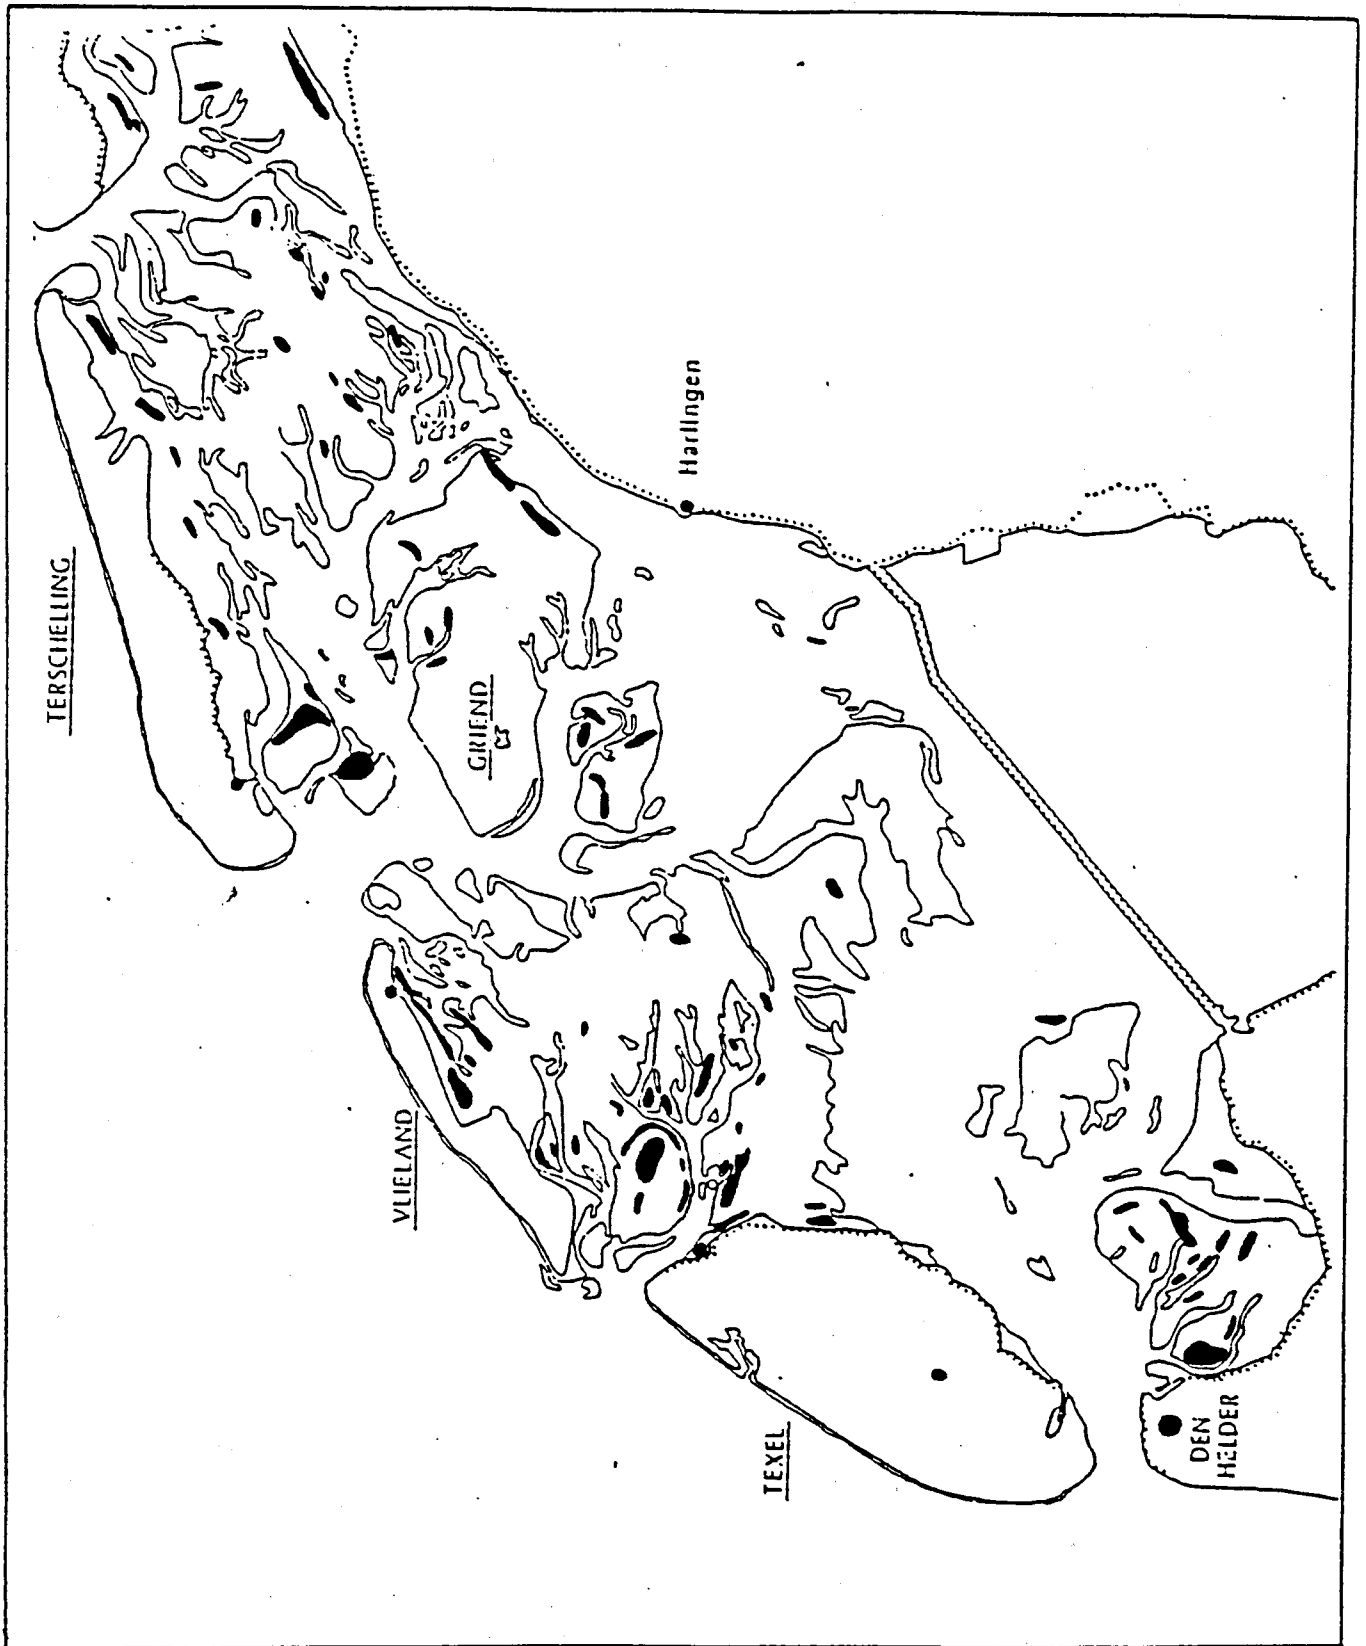 TERSCHELLING
Harlingen
GRIEND
VLIELAND
TEXEL
DEN
HELDER